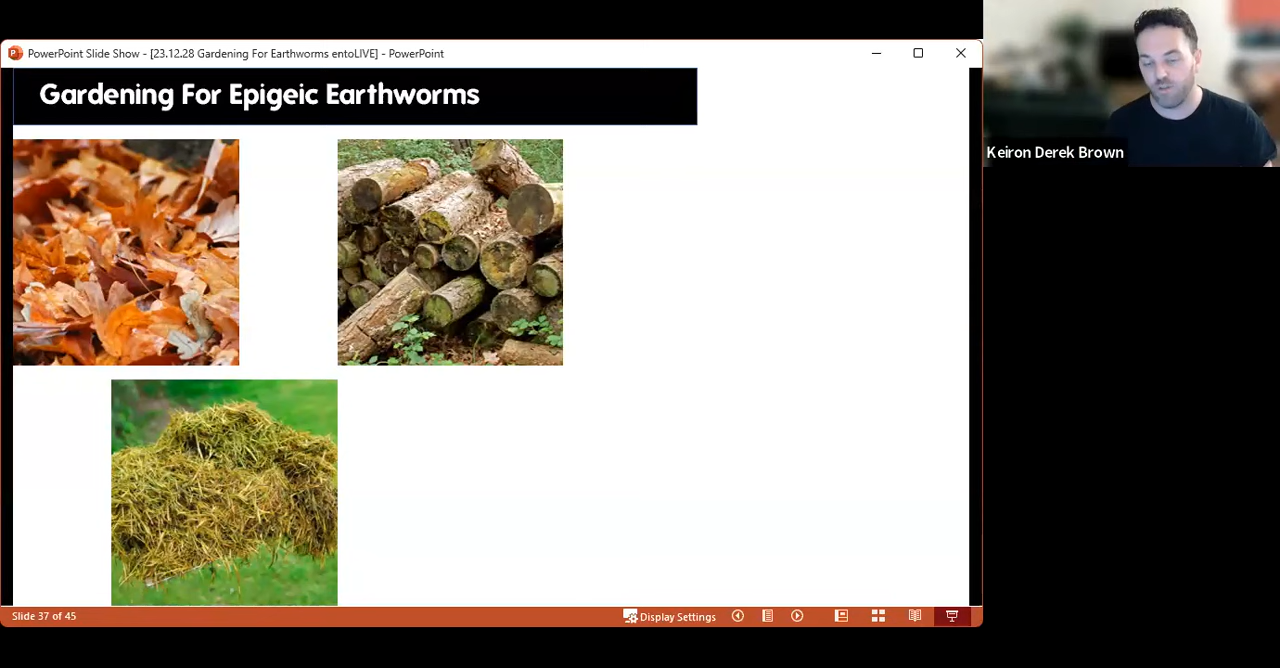 PowerPoint Slide Show - [23.12.28 Gardening For Earthworms entoLIVE] - PowerPoint
Gardening For Epigeic Earthworms
Keiron Derek Brown
Slide 37 of 45
Display Settings